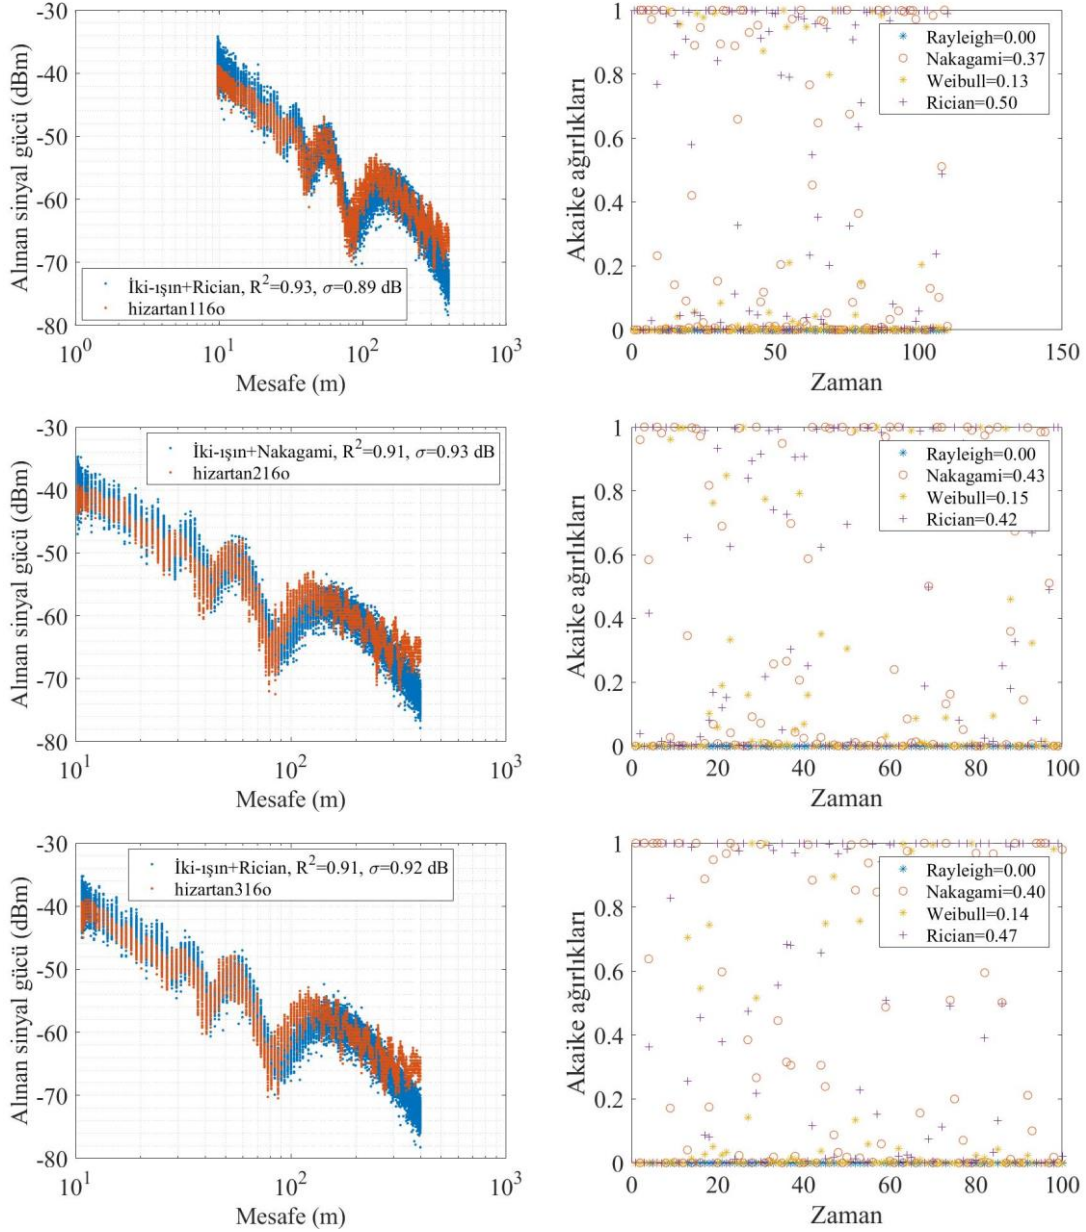 -30
-40
-50
-60
-70
-80
Alınan sinyal gücü (dBm)
İki-ışın+Rician, R²=0.93, σ=0.89 dB
hizartan116o
10⁰
10¹
10²
10³
Mesafe (m)
1
0.8
0.6
0.4
0.2
0
Akaike ağırlıkları
Rayleigh=0.00
Nakagami=0.37
Weibull=0.13
Rician=0.50
0
50
100
150
Zaman
-30
-40
-50
-60
-70
-80
Alınan sinyal gücü (dBm)
İki-ışın+Nakagami, R²=0.91, σ=0.93 dB
hizartan216o
10¹
10²
10³
Mesafe (m)
1
0.8
0.6
0.4
0.2
0
Akaike ağırlıkları
Rayleigh=0.00
Nakagami=0.43
Weibull=0.15
Rician=0.42
0
20
40
60
80
100
Zaman
-30
-40
-50
-60
-70
-80
Alınan sinyal gücü (dBm)
İki-ışın+Rician, R²=0.91, σ=0.92 dB
hizartan316o
10¹
10²
10³
Mesafe (m)
1
0.8
0.6
0.4
0.2
0
Akaike ağırlıkları
Rayleigh=0.00
Nakagami=0.40
Weibull=0.14
Rician=0.47
0
20
40
60
80
100
Zaman